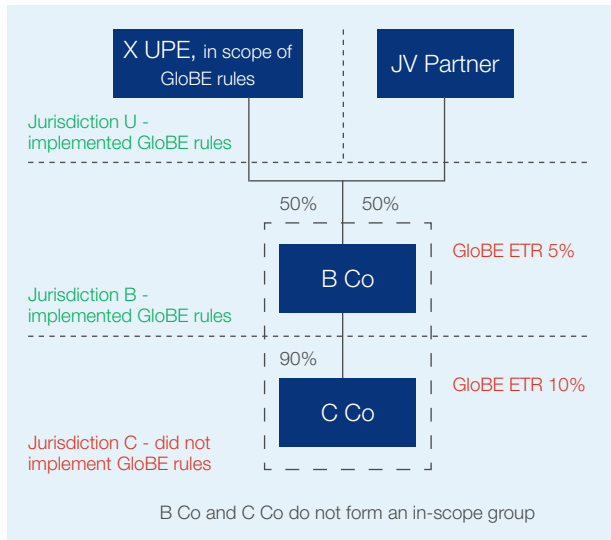 X UPE, in scope of
GloBE rules
JV Partner
Jurisdiction U -
implemented GloBE rules
50%
50%
B Co
GloBE ETR 5%
Jurisdiction B -
implemented GloBE rules
90%
C Co
GloBE ETR 10%
Jurisdiction C - did not
implement GloBE rules
B Co and C Co do not form an in-scope group